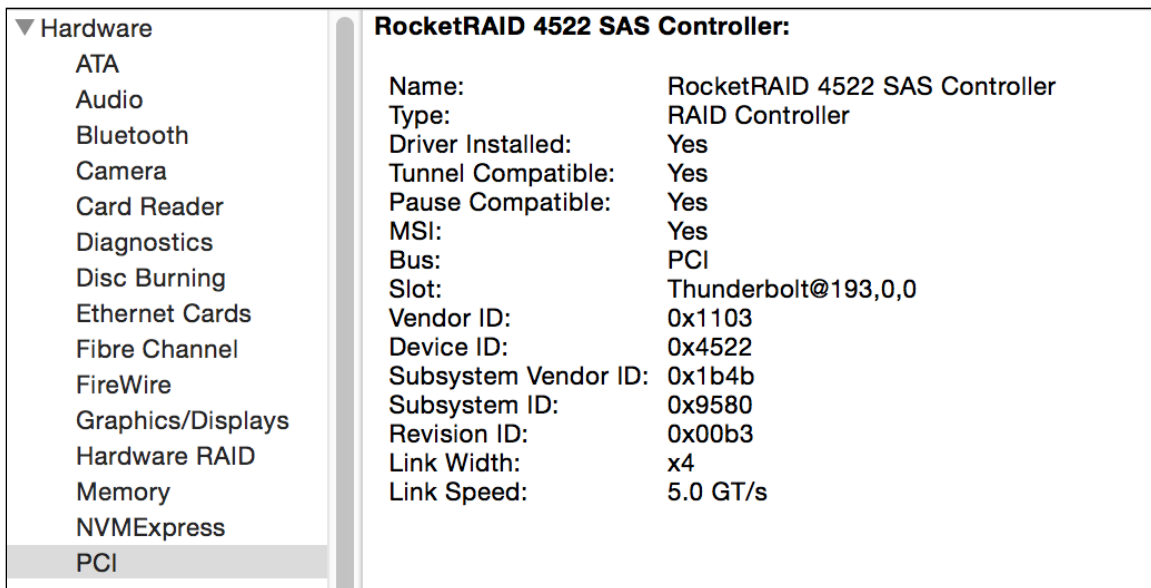 Hardware
ATA
Audio
Bluetooth
Camera
Card Reader
Diagnostics
Disc Burning
Ethernet Cards
Fibre Channel
FireWire
Graphics/Displays
Hardware RAID
Memory
NVMExpress
PCI
RocketRAID 4522 SAS Controller:
Name: RocketRAID 4522 SAS Controller
Type: RAID Controller
Driver Installed: Yes
Tunnel Compatible: Yes
Pause Compatible: Yes
MSI: Yes
Bus: PCI
Slot: Thunderbolt@193,0,0
Vendor ID: 0x1103
Device ID: 0x4522
Subsystem Vendor ID: 0x1b4b
Subsystem ID: 0x9580
Revision ID: 0x00b3
Link Width: x4
Link Speed: 5.0 GT/s